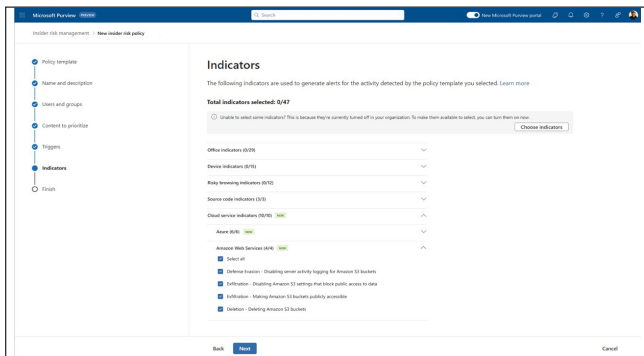 Microsoft Purview PREVIEW
Search
New Microsoft Purview portal
Insider risk management > New insider risk policy
Policy template
Name and description
Users and groups
Content to prioritize
Triggers
Indicators
Finish
Indicators
The following indicators are used to generate alerts for the activity detected by the policy template you selected. Learn more
Total indicators selected: 0/47
Unable to select some indicators? This is because they're currently turned off in your organization. To make them available to select, you can turn them on now.
Choose indicators
Office indicators (0/29)
Device indicators (0/15)
Risky browsing indicators (0/12)
Source code indicators (3/3)
Cloud service indicators (10/10) NEW
Azure (6/6) NEW
Amazon Web Services (4/4) NEW
Select all
Defense Evasion - Disabling server activity logging for Amazon S3 buckets
Exfiltration - Disabling Amazon S3 settings that block public access to data
Exfiltration - Making Amazon S3 buckets publicly accessible
Deletion - Deleting Amazon S3 buckets
Back
Next
Cancel